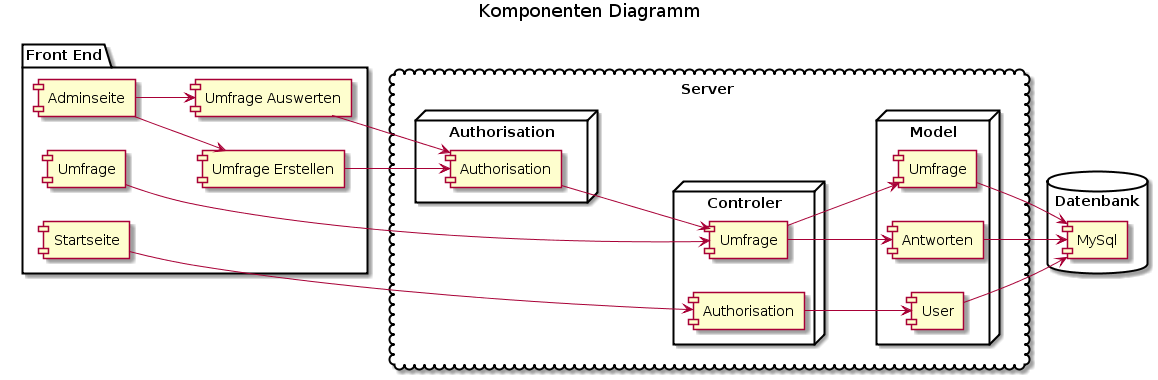 Komponenten Diagramm
Front End
Adminseite
Umfrage Auswerten
Umfrage
Umfrage Erstellen
Startseite
Server
Authorisation
Authorisation
Controler
Umfrage
Authorisation
Model
Umfrage
Antworten
User
Datenbank
MySql